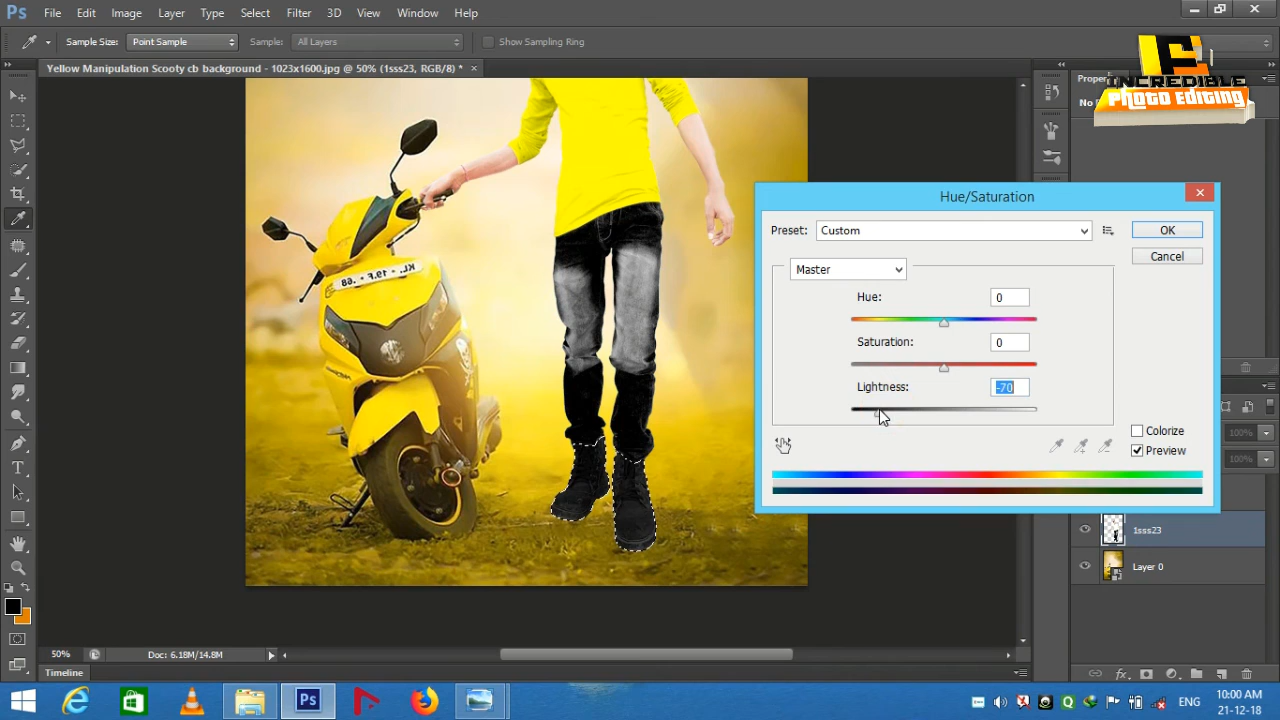 Ps File Edit Image Layer Type Select Filter 3D View Window Help
Sample Size: Point Sample Sample: All Layers Show Sampling Ring
Yellow Manipulation Scooty cb background - 1023x1600.jpg @ 50% (1sss23, RGB/8) *
INCREDIBLE
PHOTO EDITING
Hue/Saturation
Preset: Custom
OK
Cancel
Master
Hue: 0
Saturation: 0
Lightness: -70
Colorize
Preview
100%
100%
1sss23
Layer 0
50% Doc: 6.18M/14.8M
Timeline
ENG
10:00 AM
21-12-18